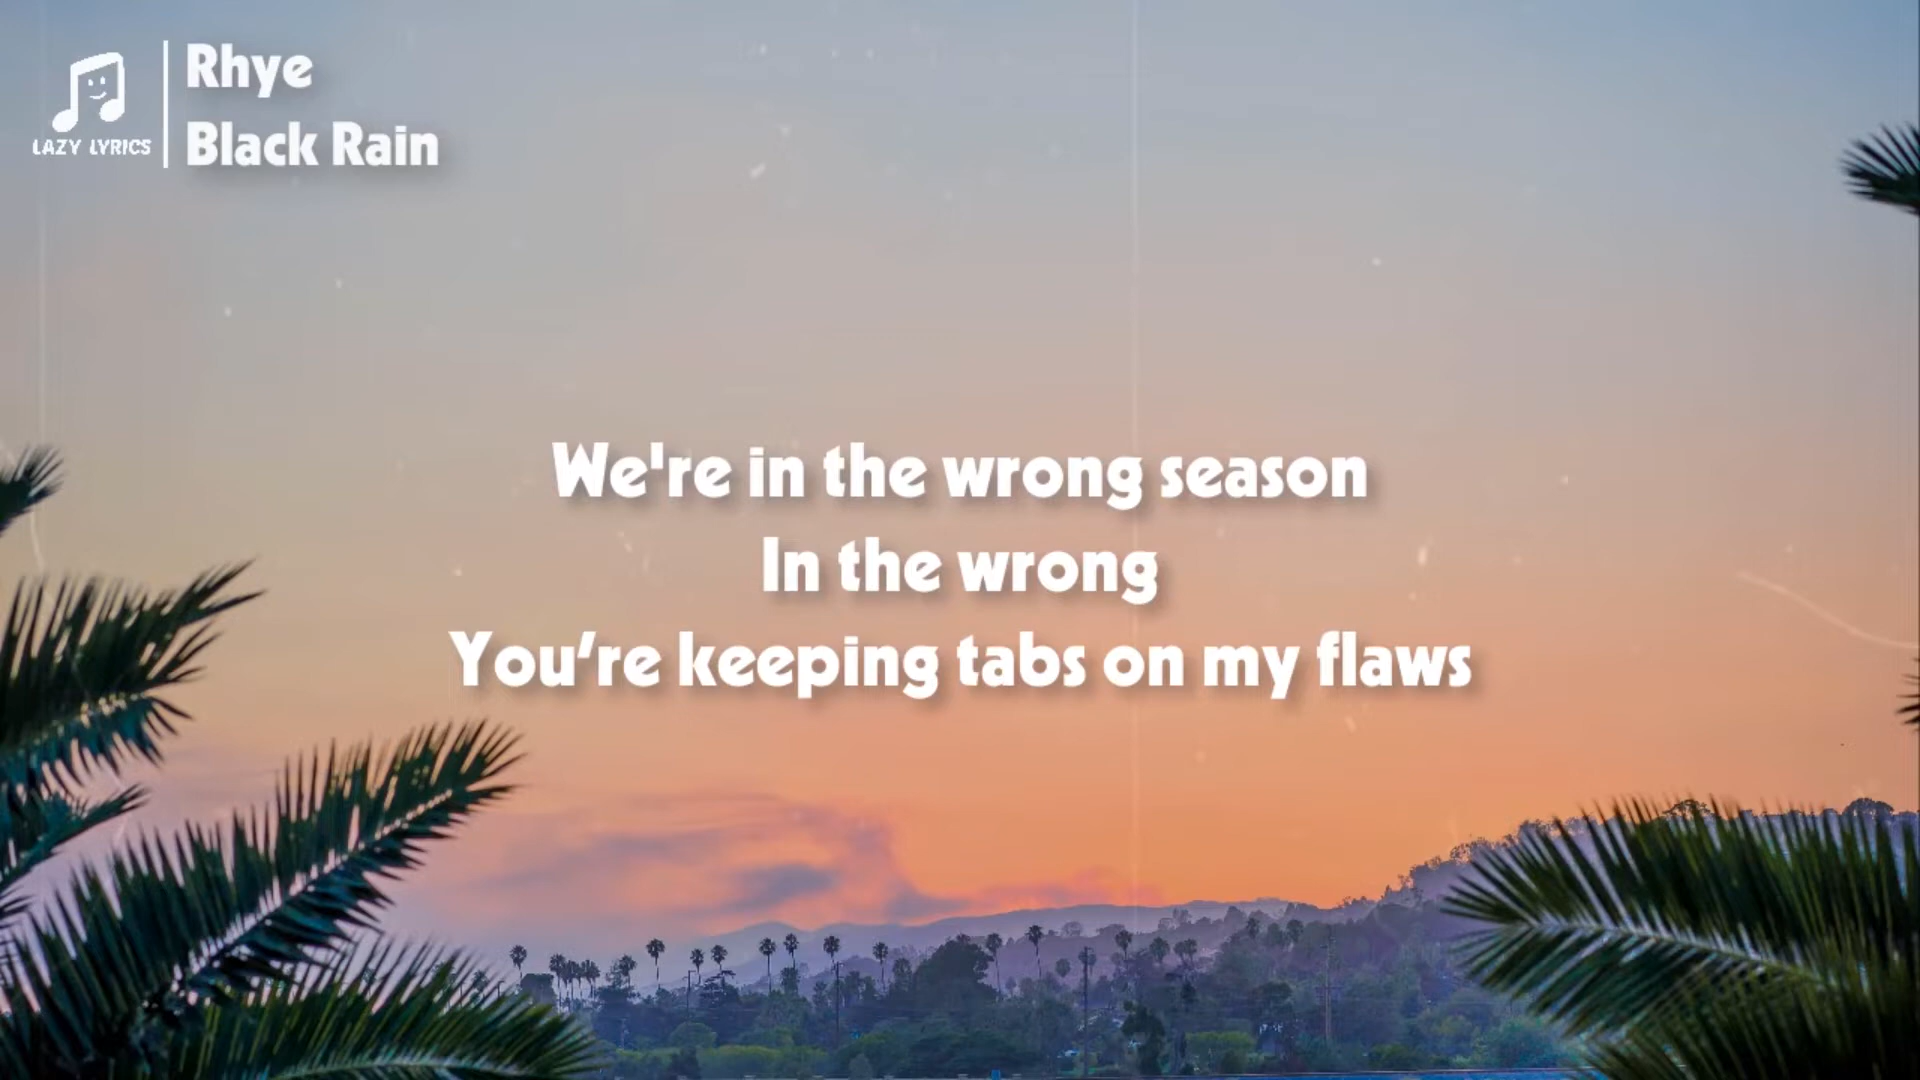 LAZY LYRICS
Rhye
Black Rain
We're in the wrong season
In the wrong
You’re keeping tabs on my flaws